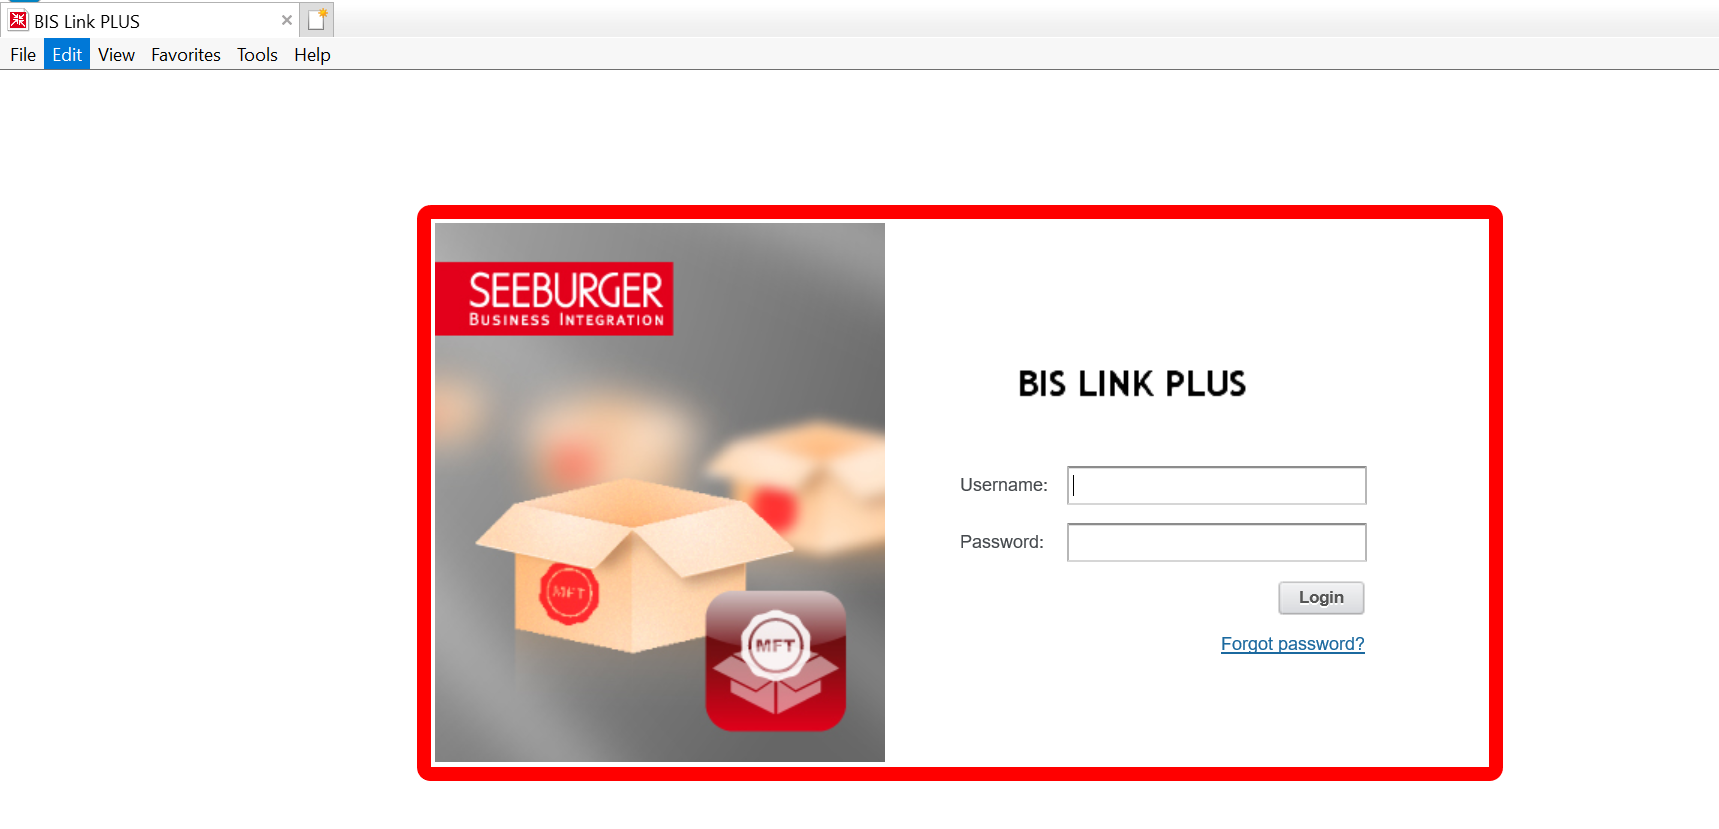 BIS Link PLUS
File Edit View Favorites Tools Help
SEEBURGER
BUSINESS INTEGRATION
BIS LINK PLUS
Username:
Password:
MFT
MFT
Login
Forgot password?